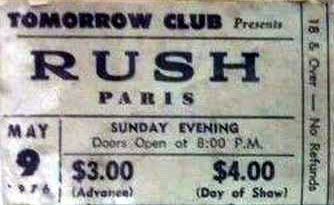 TOMORROW CLUB Presents
RUSH
PARIS
MAY
9
1976
SUNDAY EVENING
Doors Open at 8:00 P.M.
$3.00
(Advance)
$4.00
(Day of Show)
18 & Over — No Refunds